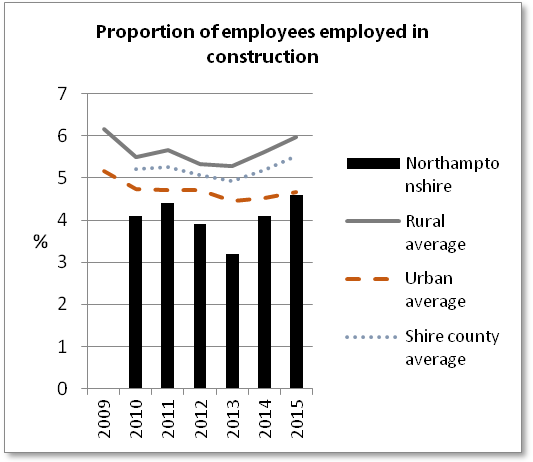 Proportion of employees employed in
construction
7
6
5
4
3
2
1
0
%
2009
2010
2011
2012
2013
2014
2015
Northampto
nshire
Rural
average
Urban
average
Shire county
average